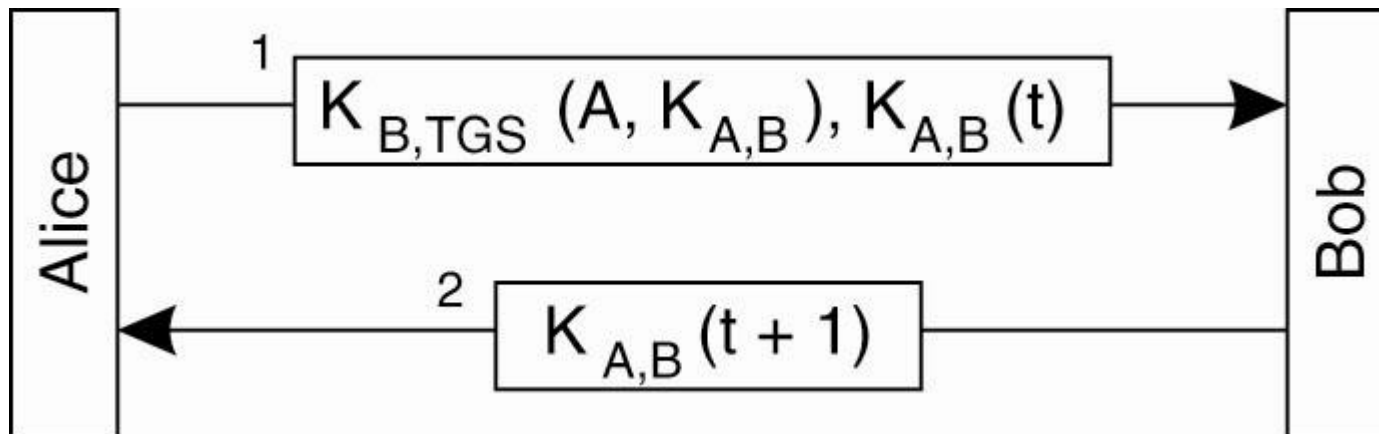 1
K B,TGS (A, K A,B ), K A,B (t)
Alice
Bob
2
K A,B (t + 1)